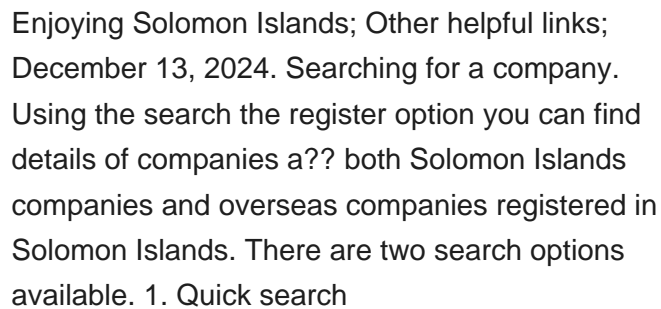 Enjoying Solomon Islands; Other helpful links;
December 13, 2024. Searching for a company.
Using the search the register option you can find
details of companies a?? both Solomon Islands
companies and overseas companies registered in
Solomon Islands. There are two search options
available. 1. Quick search